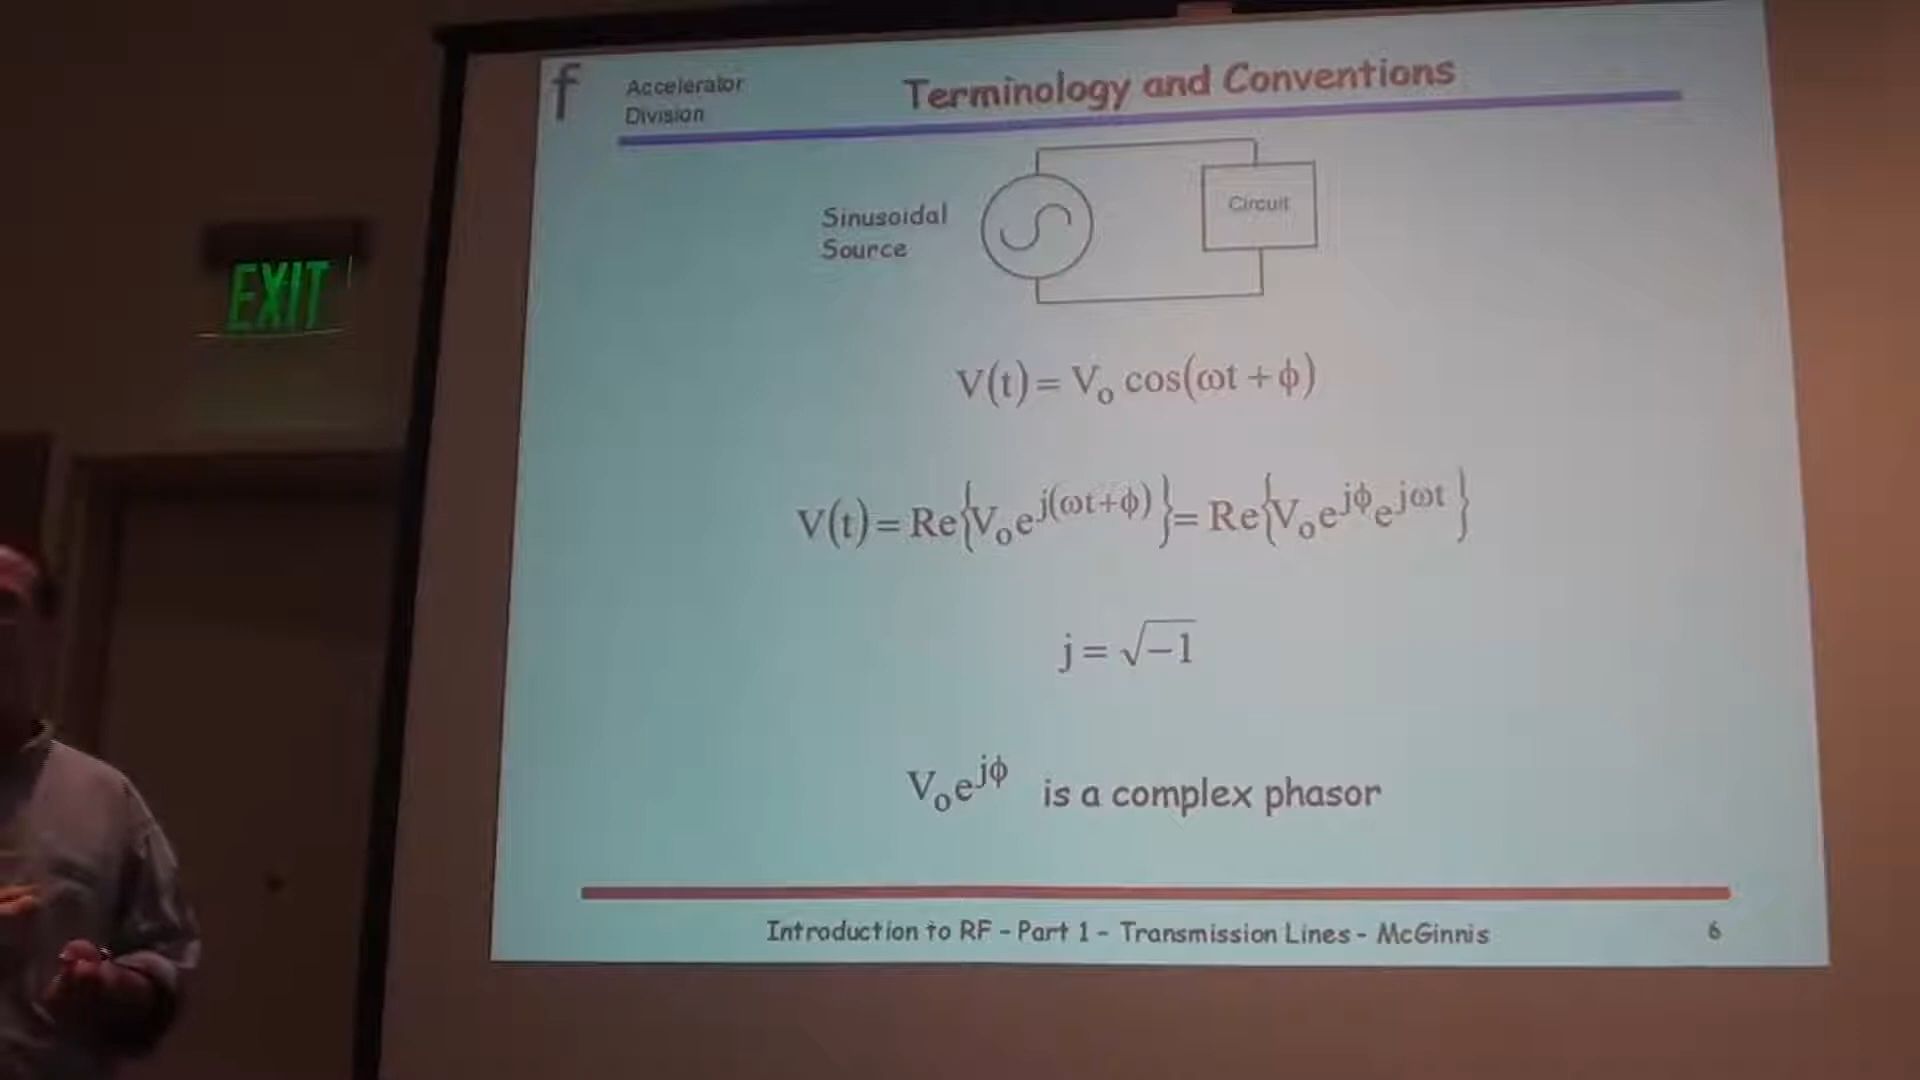 f
Accelerator
Division
Terminology and Conventions
Sinusoidal
Source
Circuit
EXIT
V(t) = V₀ cos(ωt + ϕ)
V(t) = Re{V₀e^j(ωt+ϕ)} = Re{V₀e^jϕ e^jωt}
j = √−1
V₀e^jϕ is a complex phasor
Introduction to RF - Part 1 - Transmission Lines - McGinnis
6